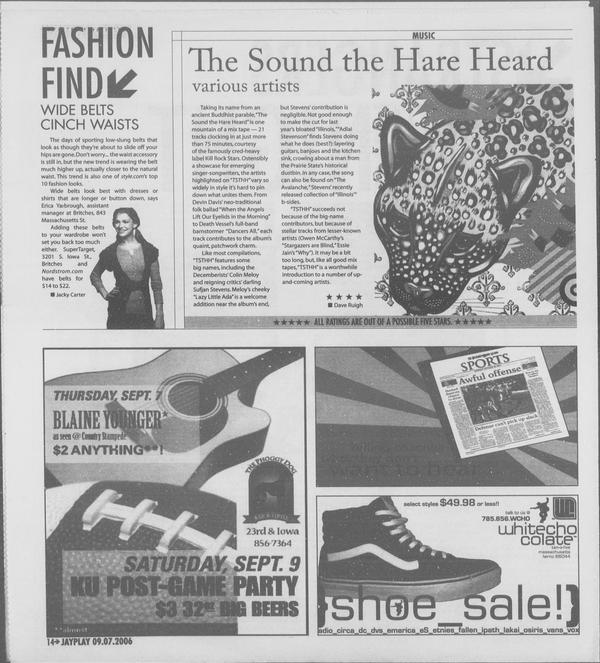 FASHION
FIND
WIDE BELTS
CINCH WAISTS
The days of sporting low-slung belts that
look as though they're about to slide off your
hips are gone. Don't worry... the waist accessory
is still in, but the new trend is wearing the belt
much higher up, actually closer to the natural
waist. This trend is also one of style.com's top
10 fashion looks.
Wide belts look best with dresses or
shirts that are longer or button down, says
Erica Yarbrough, assistant
manager at Britches, 843
Massachusetts St.
Adding these belts
to your wardrobe won't
set you back too much
either. SuperTarget,
3201 S. Iowa St.,
Britches and
Nordstrom.com
have belts for
$14 to $22.
Jacky Carter
MUSIC
The Sound the Hare Heard
various artists
Taking its name from an
ancient Buddhist parable, "The
Sound the Hare Heard" is one
mountain of a mix tape — 21
tracks clocking in at just more
than 75 minutes, courtesy
of the famously cred-heavy
label Kill Rock Stars. Ostensibly
a showcase for emerging
singer-songwriters, the artists
highlighted on "TSTHH" vary so
widely in style it's hard to pin
down what unites them. From
Devin Davis' neo-traditional
folk ballad "When the Angels
Lift Our Eyelids in the Morning"
to Death Vessel's full-band
barnstormer "Dancers All," each
track contributes to the album's
quaint, patchwork charm.
Like most compilations,
"TSTHH" features some
big names, including the
Decemberists' Colin Meloy
and reigning critics' darling
Sufjan Stevens. Meloy's cheeky
"Lazy Little Ada" is a welcome
addition near the album's end,
but Stevens' contribution is
negligible. Not good enough
to make the cut for last
year's bloated "Illinois," "Adlai
Stevenson" finds Stevens doing
what he does (best?): layering
guitars, banjos and the kitchen
sink, crowing about a man from
the Prairie State's historical
dustbin. In any case, the song
can also be found on "The
Avalanche," Stevens' recently
released collection of "Illinois"
b-sides.
"TSTHH" succeeds not
because of the big-name
contributors, but because of
stellar tracks from lesser-known
artists (Owen McCarthy's
"Stargazers are Blind," Essie
Jain's "Why"). It may be a bit
too long, but, like all good mix
tapes, "TSTHH" is a worthwhile
introduction to a number of up-
and-coming artists.
★ ★ ★ ★
Dave Ruigh
★★★★★ ALL RATINGS ARE OUT OF A POSSIBLE FIVE STARS. ★★★★★
THURSDAY, SEPT. 7
BLAINE YOUNGER*
as seen @ Country Stampede
$2 ANYTHING**!
THE PHOGGY DOG
BAR & GRILL
23rd & Iowa
856-7364
SATURDAY, SEPT. 9
KU POST-GAME PARTY
$3 32oz BIG BEERS
**almost!
SPORTS
Awful offense
Defense can't pick up slack
select styles $49.98 or less!!
talk to us @
785.856.WCHO
whitecho
colate
ten-o-five
massachusetts
larno 66044
{shoe_sale!}
adio_circa_dc_dvs_emerica_eS_etnies_fallen_ipath_lakai_osiris_vans_vox
14 JAYPLAY 09.07.2006